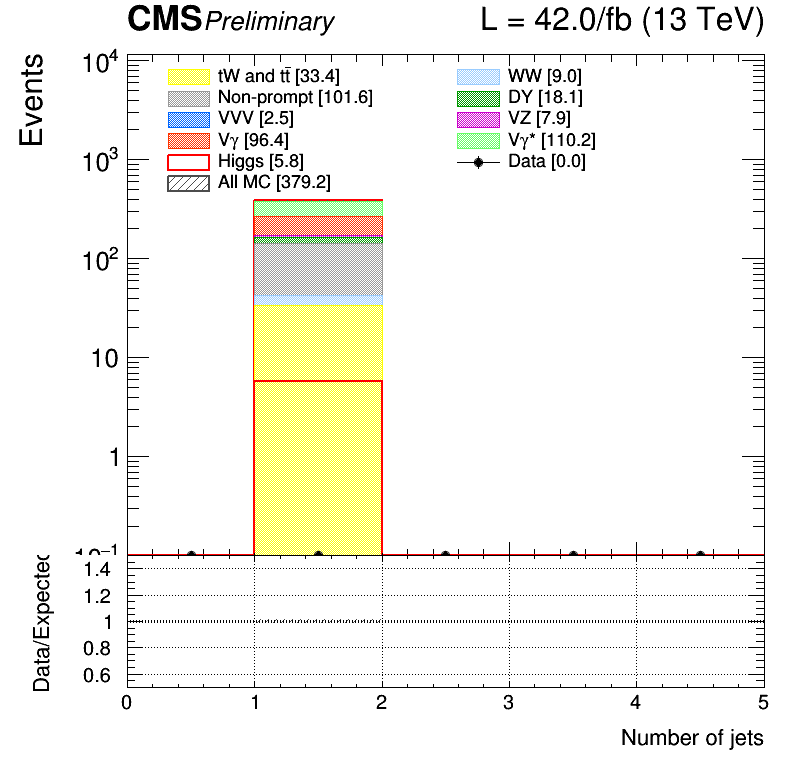 CMS Preliminary L = 42.0/fb (13 TeV)
Events
10⁴
10³
10²
10
1
10⁻¹
tW and tt̄ [33.4]
Non-prompt [101.6]
VVV [2.5]
Vγ [96.4]
Higgs [5.8]
All MC [379.2]
WW [9.0]
DY [18.1]
VZ [7.9]
Vγ* [110.2]
Data [0.0]
Data/Expected
1.4
1.2
1
0.8
0.6
0 1 2 3 4 5
Number of jets